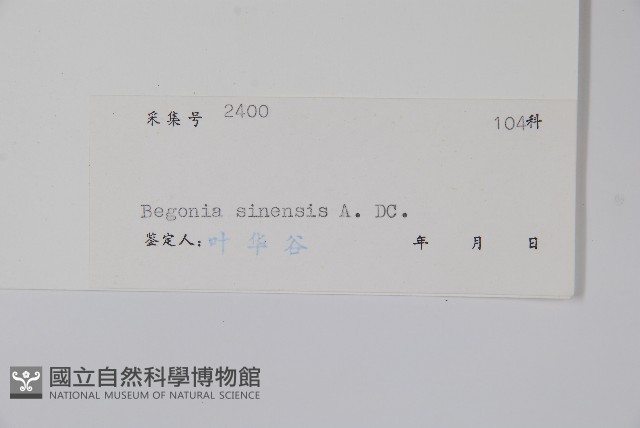 采集号 2400 104科
Begonia sinensis A. DC.
鉴定人: 叶华谷 年 月 日
國立自然科學博物館
NATIONAL MUSEUM OF NATURAL SCIENCE